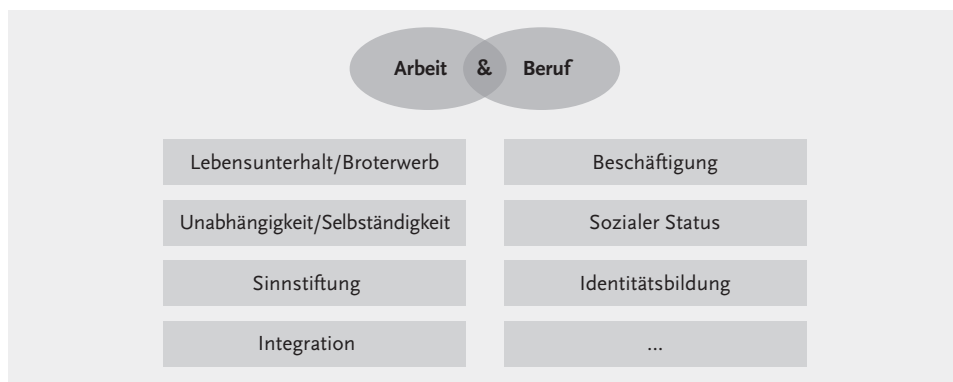 Arbeit & Beruf
Lebensunterhalt/Broterwerb
Beschäftigung
Unabhängigkeit/Selbständigkeit
Sozialer Status
Sinnstiftung
Identitätsbildung
Integration
...